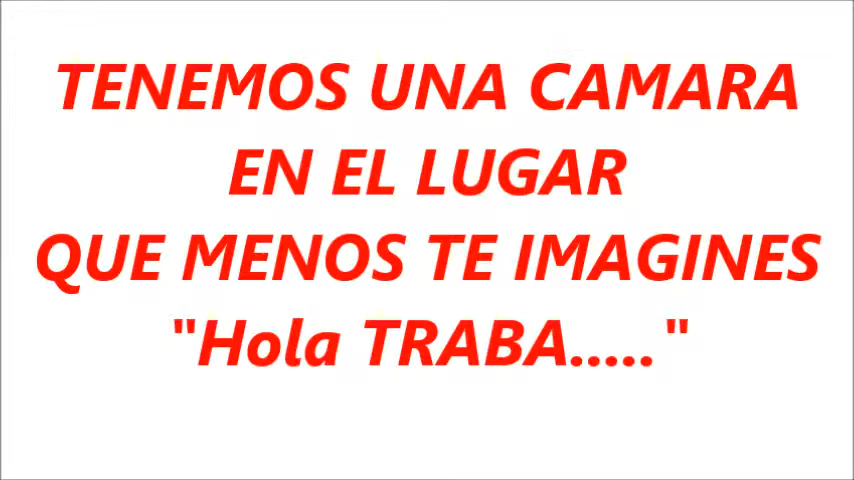 TENEMOS UNA CAMARA
EN EL LUGAR
QUE MENOS TE IMAGINES
"Hola TRABA....."